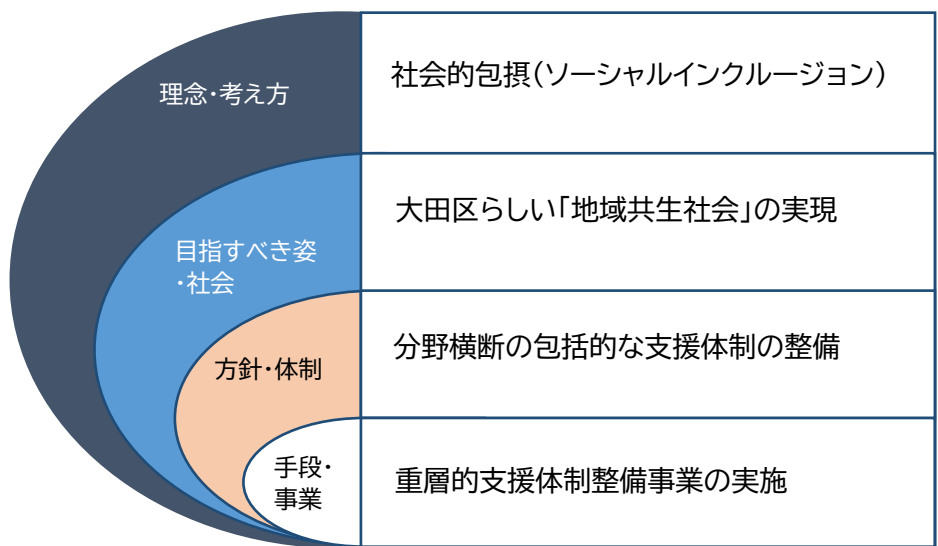 理念・考え方
社会的包摂(ソーシャルインクルージョン)
目指すべき姿
・社会
大田区らしい「地域共生社会」の実現
方針・体制
分野横断の包括的な支援体制の整備
手段・
事業
重層的支援体制整備事業の実施